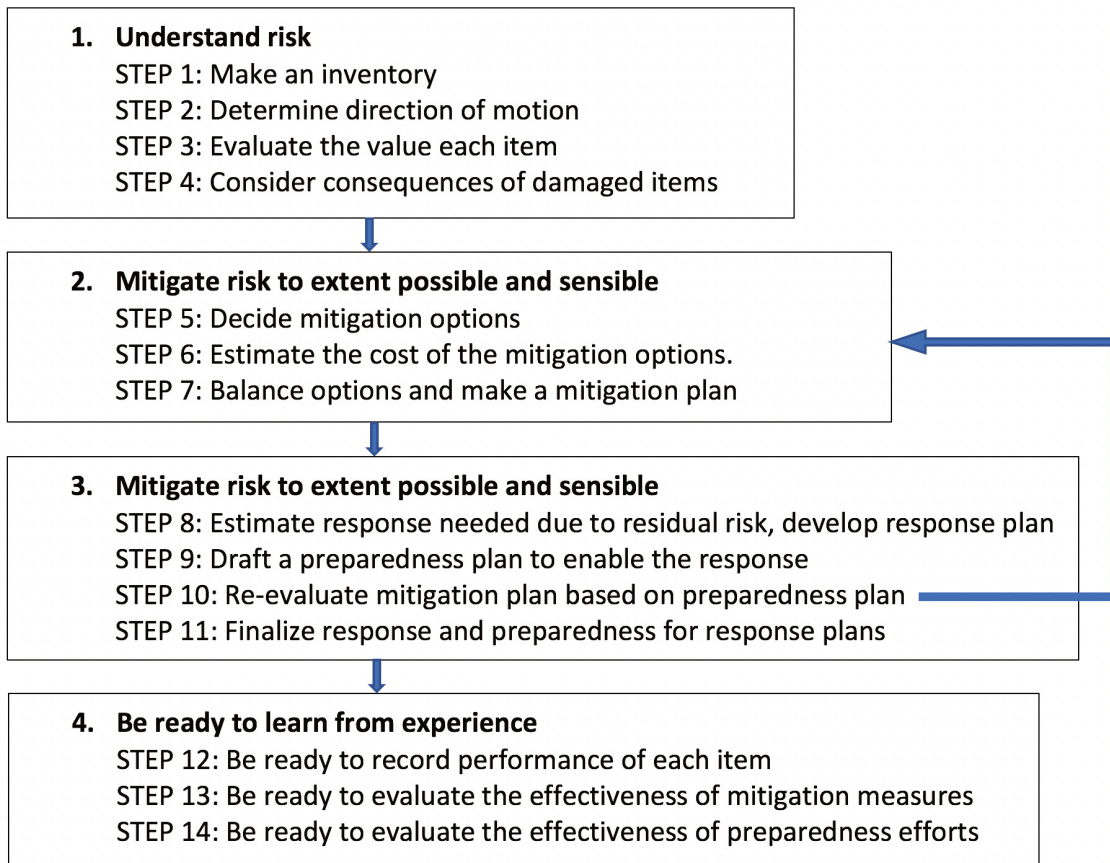 1. Understand risk
STEP 1: Make an inventory
STEP 2: Determine direction of motion
STEP 3: Evaluate the value each item
STEP 4: Consider consequences of damaged items
2. Mitigate risk to extent possible and sensible
STEP 5: Decide mitigation options
STEP 6: Estimate the cost of the mitigation options.
STEP 7: Balance options and make a mitigation plan
3. Mitigate risk to extent possible and sensible
STEP 8: Estimate response needed due to residual risk, develop response plan
STEP 9: Draft a preparedness plan to enable the response
STEP 10: Re-evaluate mitigation plan based on preparedness plan
STEP 11: Finalize response and preparedness for response plans
4. Be ready to learn from experience
STEP 12: Be ready to record performance of each item
STEP 13: Be ready to evaluate the effectiveness of mitigation measures
STEP 14: Be ready to evaluate the effectiveness of preparedness efforts